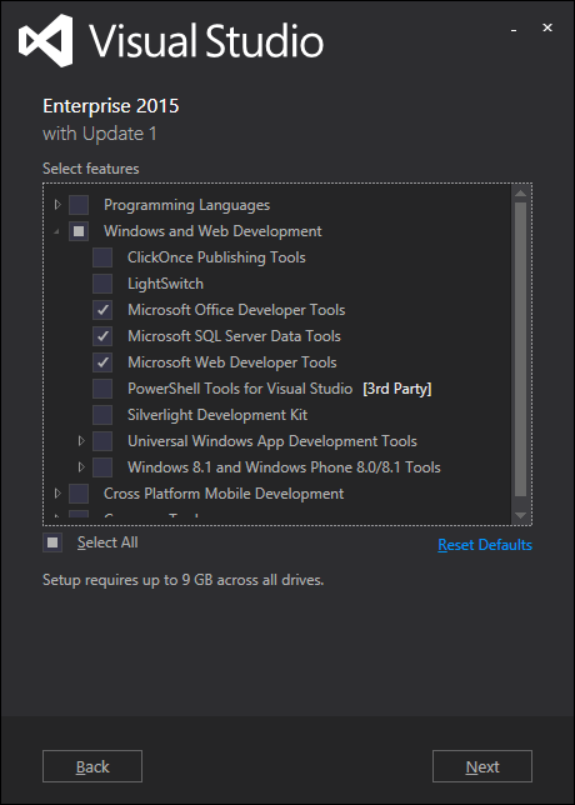 Visual Studio
Enterprise 2015
with Update 1
Select features
Programming Languages
Windows and Web Development
ClickOnce Publishing Tools
LightSwitch
Microsoft Office Developer Tools
Microsoft SQL Server Data Tools
Microsoft Web Developer Tools
PowerShell Tools for Visual Studio [3rd Party]
Silverlight Development Kit
Universal Windows App Development Tools
Windows 8.1 and Windows Phone 8.0/8.1 Tools
Cross Platform Mobile Development
Select All
Reset Defaults
Setup requires up to 9 GB across all drives.
Back
Next